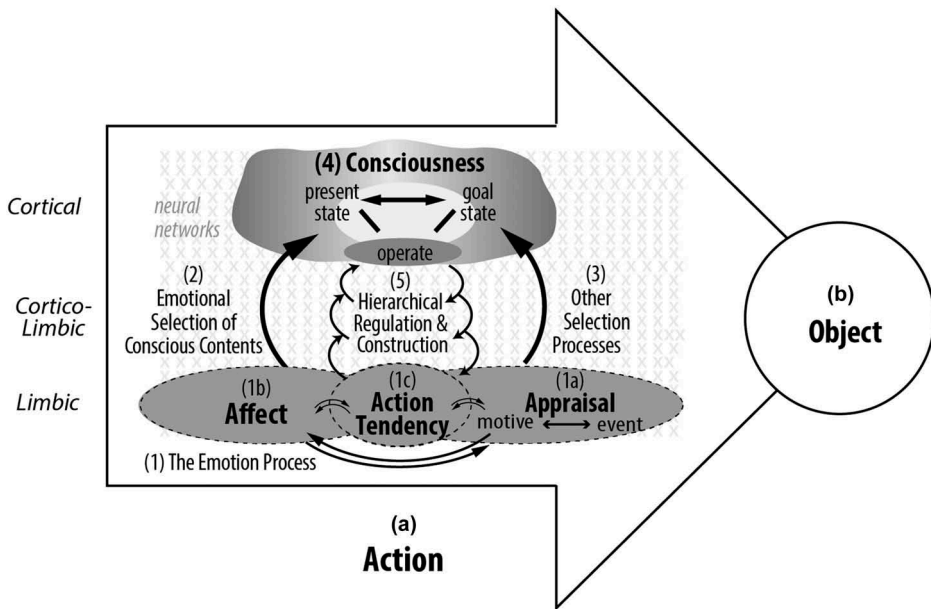 (4) Consciousness
present
state
goal
state
operate
Cortical
neural
networks
Cortico-
Limbic
(2)
Emotional
Selection of
Conscious Contents
(5)
Hierarchical
Regulation &
Construction
(3)
Other
Selection
Processes
Limbic
(1b)
Affect
(1c)
Action
Tendency
(1a)
Appraisal
motive
event
(1) The Emotion Process
(a)
Action
(b)
Object